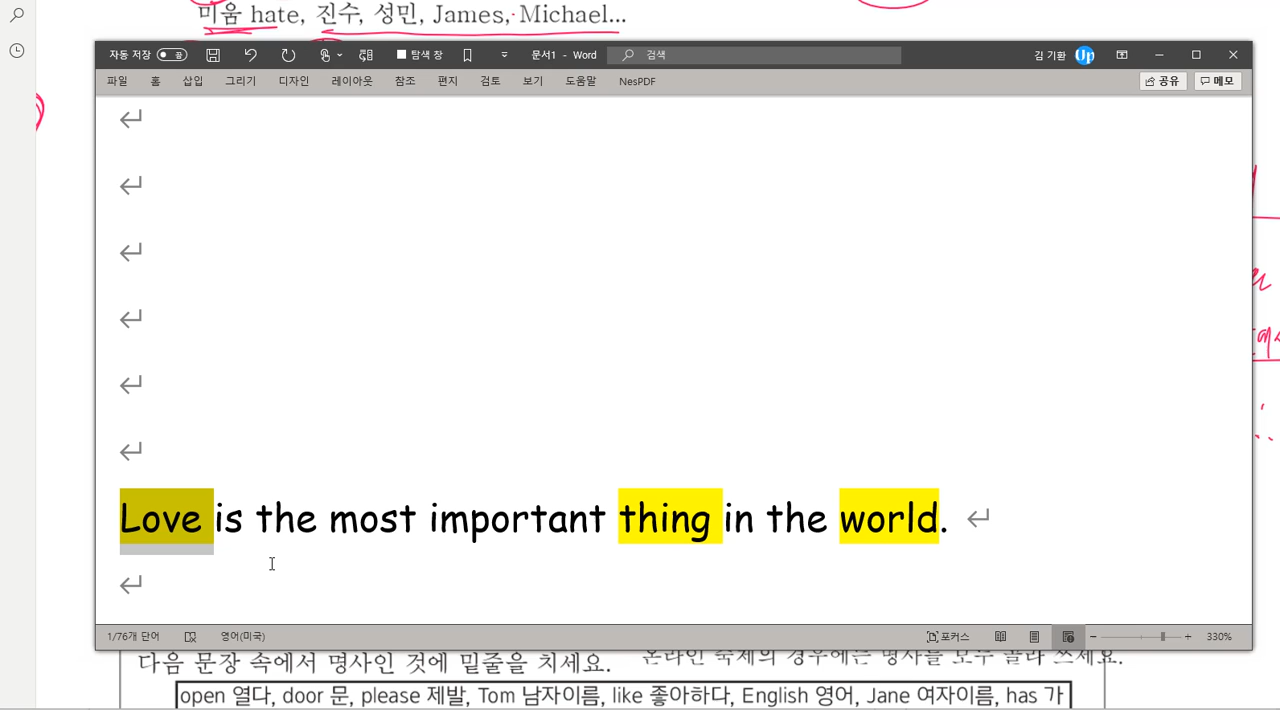 미움 hate, 진수, 성민, James, Michael...
자동 저장 끔 탐색 창 문서1 - Word 검색 김 기환 Up
파일 홈 삽입 그리기 디자인 레이아웃 참조 편지 검토 보기 도움말 NesPDF 공유 메모
Love is the most important thing in the world.
1/76개 단어 영어(미국) 포커스 330%
다음 문장 속에서 명사인 것에 밑줄을 치세요. 온라인 숙제의 경우에는 명사를 모두 골라 쓰세요.
open 열다, door 문, please 제발, Tom 남자이름, like 좋아하다, English 영어, Jane 여자이름, has 가